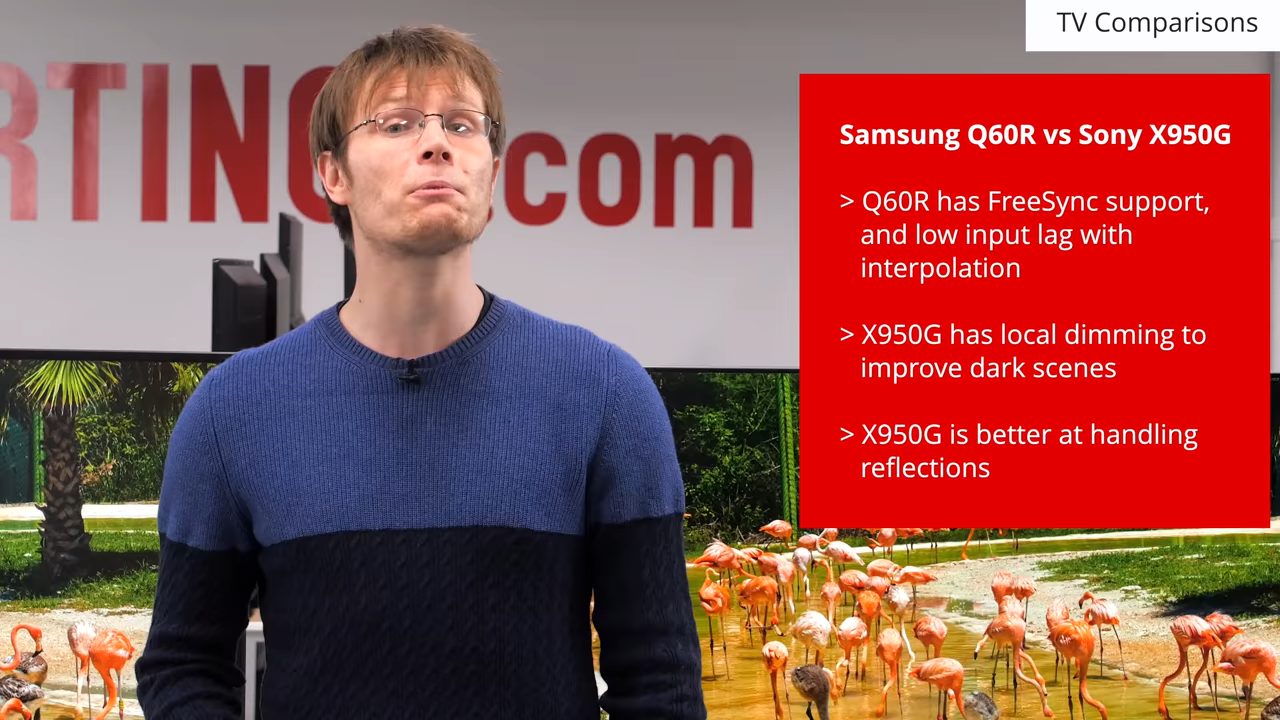 TV Comparisons
RTING
.com
Samsung Q60R vs Sony X950G
> Q60R has FreeSync support,
and low input lag with
interpolation
> X950G has local dimming to
improve dark scenes
> X950G is better at handling
reflections